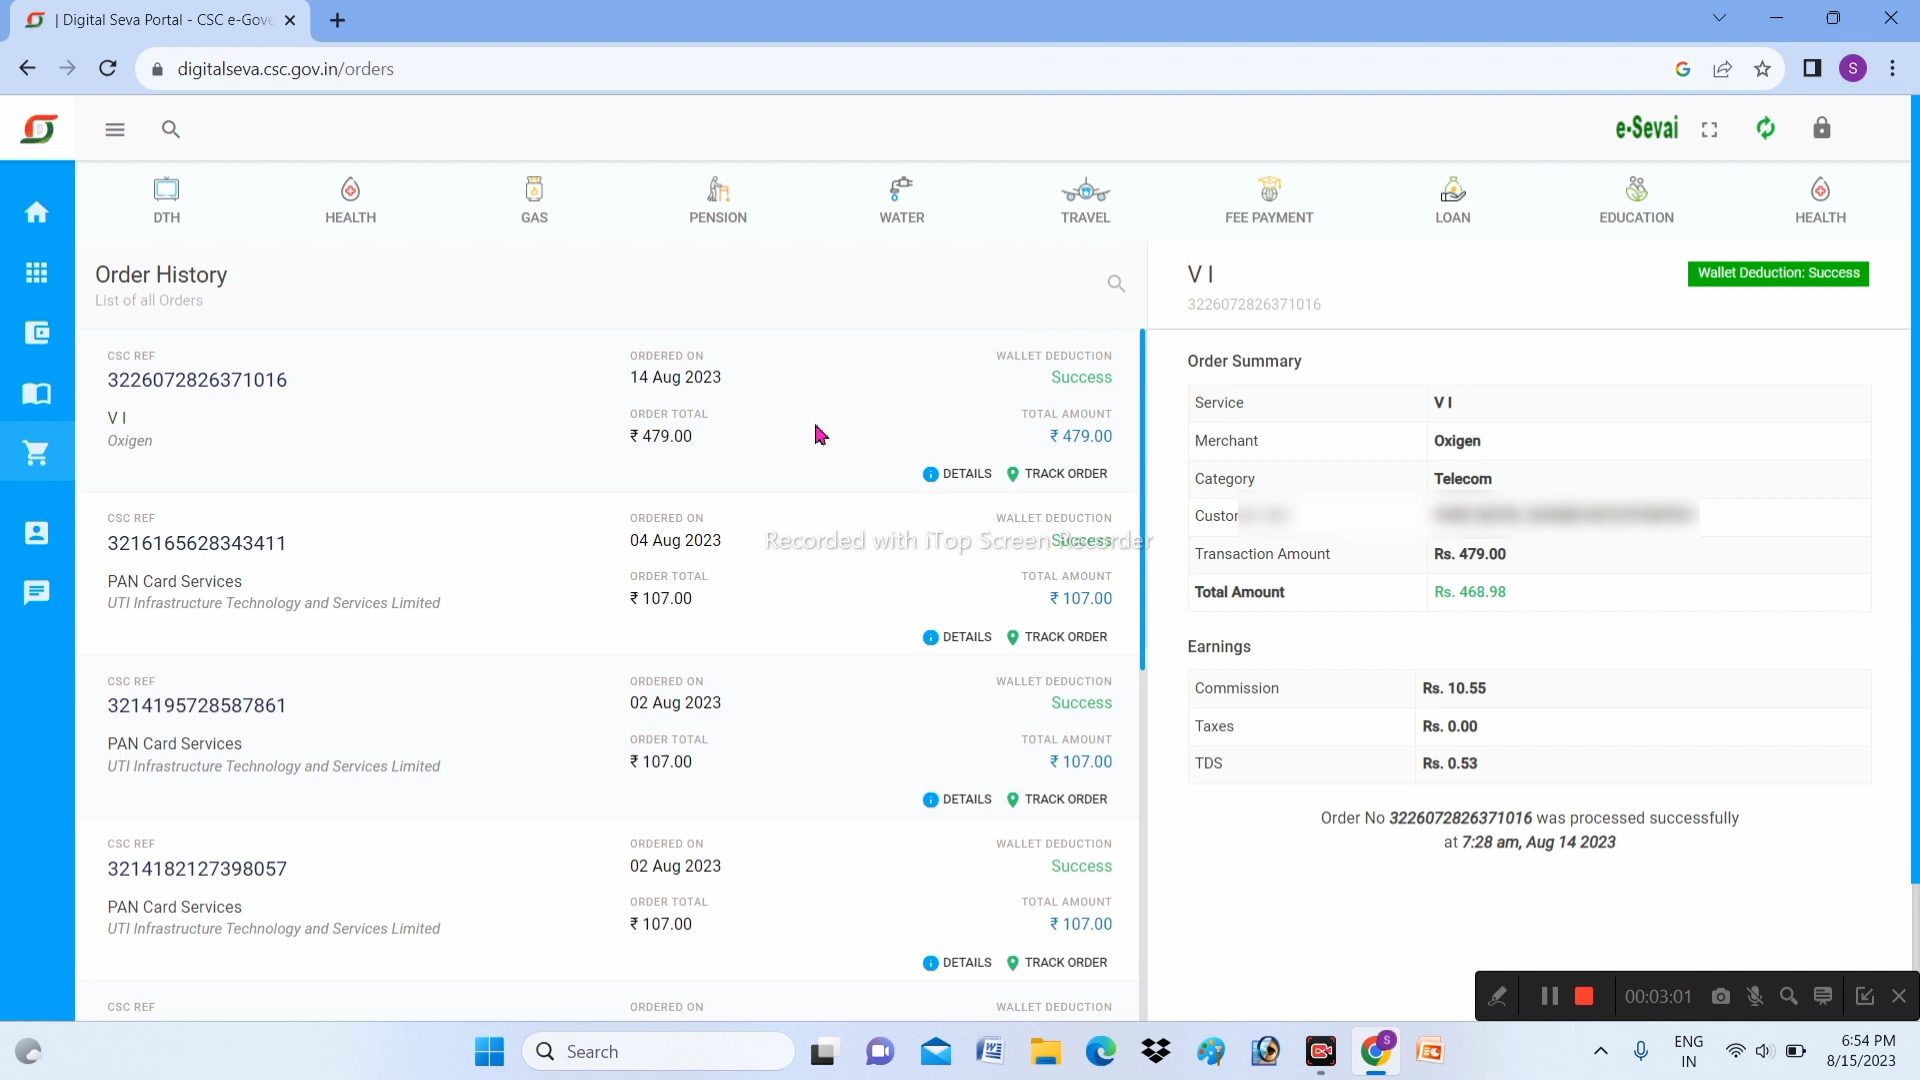 | Digital Seva Portal - CSC e-Gove
digitalseva.csc.gov.in/orders
e-Sevai
DTH
HEALTH
GAS
PENSION
WATER
TRAVEL
FEE PAYMENT
LOAN
EDUCATION
HEALTH
Order History
List of all Orders
CSC REF
ORDERED ON
WALLET DEDUCTION
3226072826371016
14 Aug 2023
Success
V I
ORDER TOTAL
TOTAL AMOUNT
Oxigen
₹ 479.00
₹ 479.00
DETAILS
TRACK ORDER
CSC REF
ORDERED ON
WALLET DEDUCTION
3216165628343411
04 Aug 2023
Success
Recorded with iTop Screen Recorder
PAN Card Services
ORDER TOTAL
TOTAL AMOUNT
UTI Infrastructure Technology and Services Limited
₹ 107.00
₹ 107.00
DETAILS
TRACK ORDER
CSC REF
ORDERED ON
WALLET DEDUCTION
3214195728587861
02 Aug 2023
Success
PAN Card Services
ORDER TOTAL
TOTAL AMOUNT
UTI Infrastructure Technology and Services Limited
₹ 107.00
₹ 107.00
DETAILS
TRACK ORDER
CSC REF
ORDERED ON
WALLET DEDUCTION
3214182127398057
02 Aug 2023
Success
PAN Card Services
ORDER TOTAL
TOTAL AMOUNT
UTI Infrastructure Technology and Services Limited
₹ 107.00
₹ 107.00
DETAILS
TRACK ORDER
CSC REF
ORDERED ON
WALLET DEDUCTION
V I
Wallet Deduction: Success
3226072826371016
Order Summary
Service
V I
Merchant
Oxigen
Category
Telecom
Transaction Amount
Rs. 479.00
Total Amount
Rs. 468.98
Earnings
Commission
Rs. 10.55
Taxes
Rs. 0.00
TDS
Rs. 0.53
Order No 3226072826371016 was processed successfully
at 7:28 am, Aug 14 2023
00:03:01
Search
ENG
IN
6:54 PM
8/15/2023